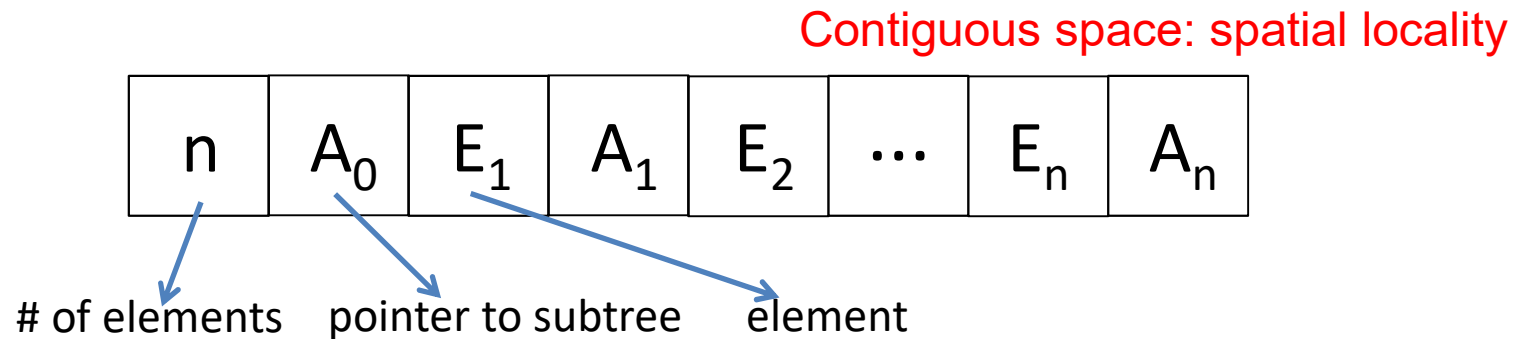 Contiguous space: spatial locality
n A₀ E₁ A₁ E₂ ... Eₙ Aₙ
# of elements pointer to subtree element